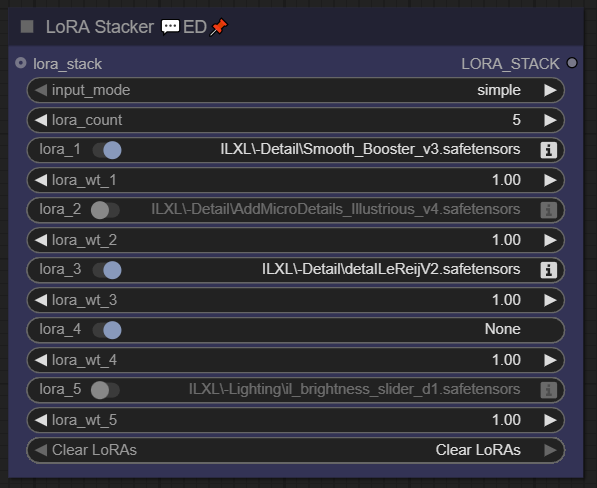 LoRA Stacker 💬ED📌
lora_stack LORA_STACK
input_mode simple
lora_count 5
lora_1 ILXL\-Detail\Smooth_Booster_v3.safetensors
lora_wt_1 1.00
lora_2 ILXL\-Detail\AddMicroDetails_Illustrious_v4.safetensors
lora_wt_2 1.00
lora_3 ILXL\-Detail\detaILeReijV2.safetensors
lora_wt_3 1.00
lora_4 None
lora_wt_4 1.00
lora_5 ILXL\-Lighting\il_brightness_slider_d1.safetensors
lora_wt_5 1.00
Clear LoRAs Clear LoRAs